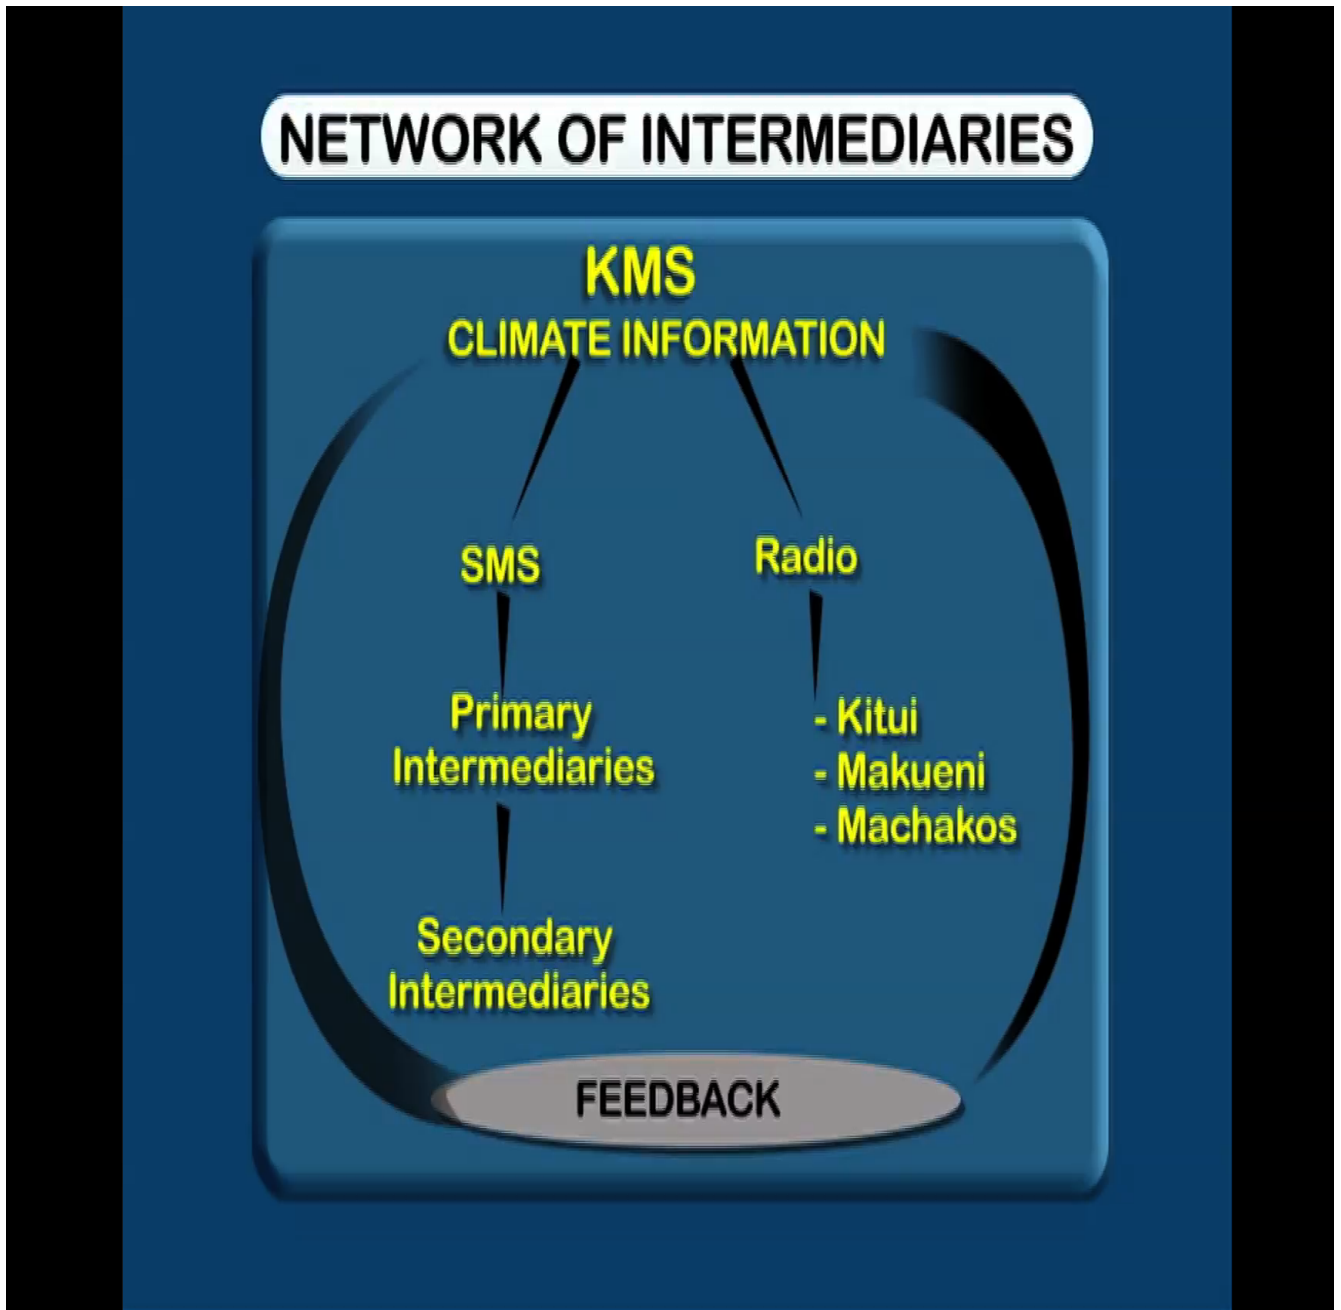 NETWORK OF INTERMEDIARIES
KMS
CLIMATE INFORMATION
SMS
Radio
Primary
Intermediaries
- Kitui
- Makueni
- Machakos
Secondary
Intermediaries
FEEDBACK